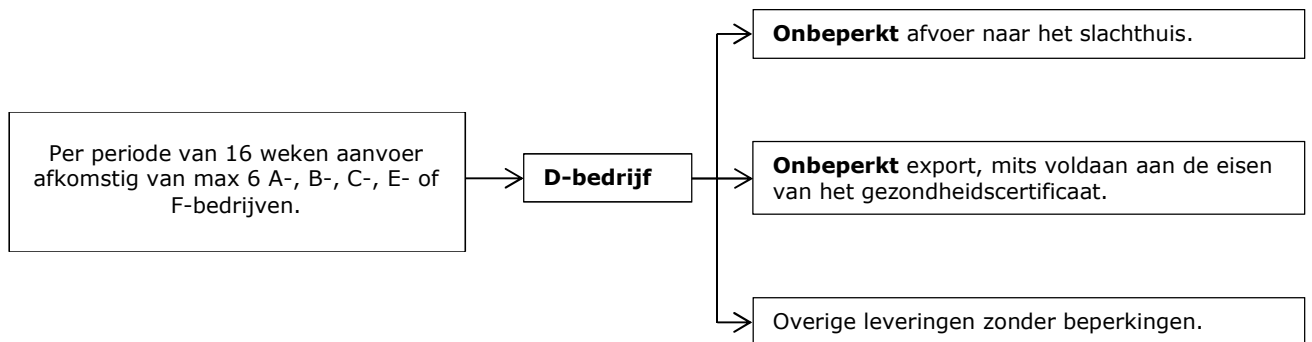 Per periode van 16 weken aanvoer
afkomstig van max 6 A-, B-, C-, E- of
F-bedrijven.
D-bedrijf
Onbeperkt afvoer naar het slachthuis.
Onbeperkt export, mits voldaan aan de eisen
van het gezondheidscertificaat.
Overige leveringen zonder beperkingen.